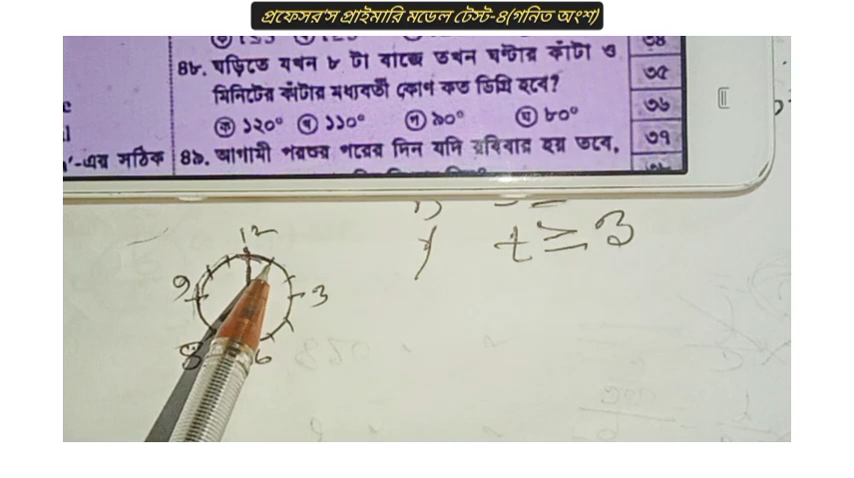 প্রফেসর'স প্রাইমারি মডেল টেস্ট-৪(গনিত অংশ)
৪৮. ঘড়িতে যখন ৮ টা বাজে তখন ঘণ্টার কাঁটা ও
মিনিটের কাঁটার মধ্যবর্তী কোণ কত ডিগ্রি হবে?
ক ১২০° খ ১১০° গ ৯০° ঘ ৮০°
'-এর সঠিক
৪৯. আগামী পরশুর পরের দিন যদি রবিবার হয় তবে,
৩৪
৩৫
৩৬
৩৭
12
9
3
8
6
t ≥ 3